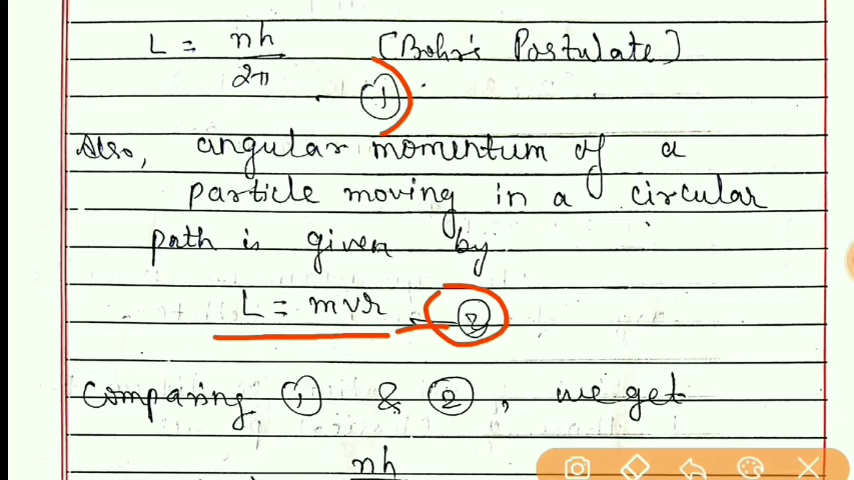 L = nh/2π [Bohr's Postulate]
①
Also, angular momentum of a
particle moving in a circular
path is given by
L = mvr — ②
Comparing ① & ②, we get
nh